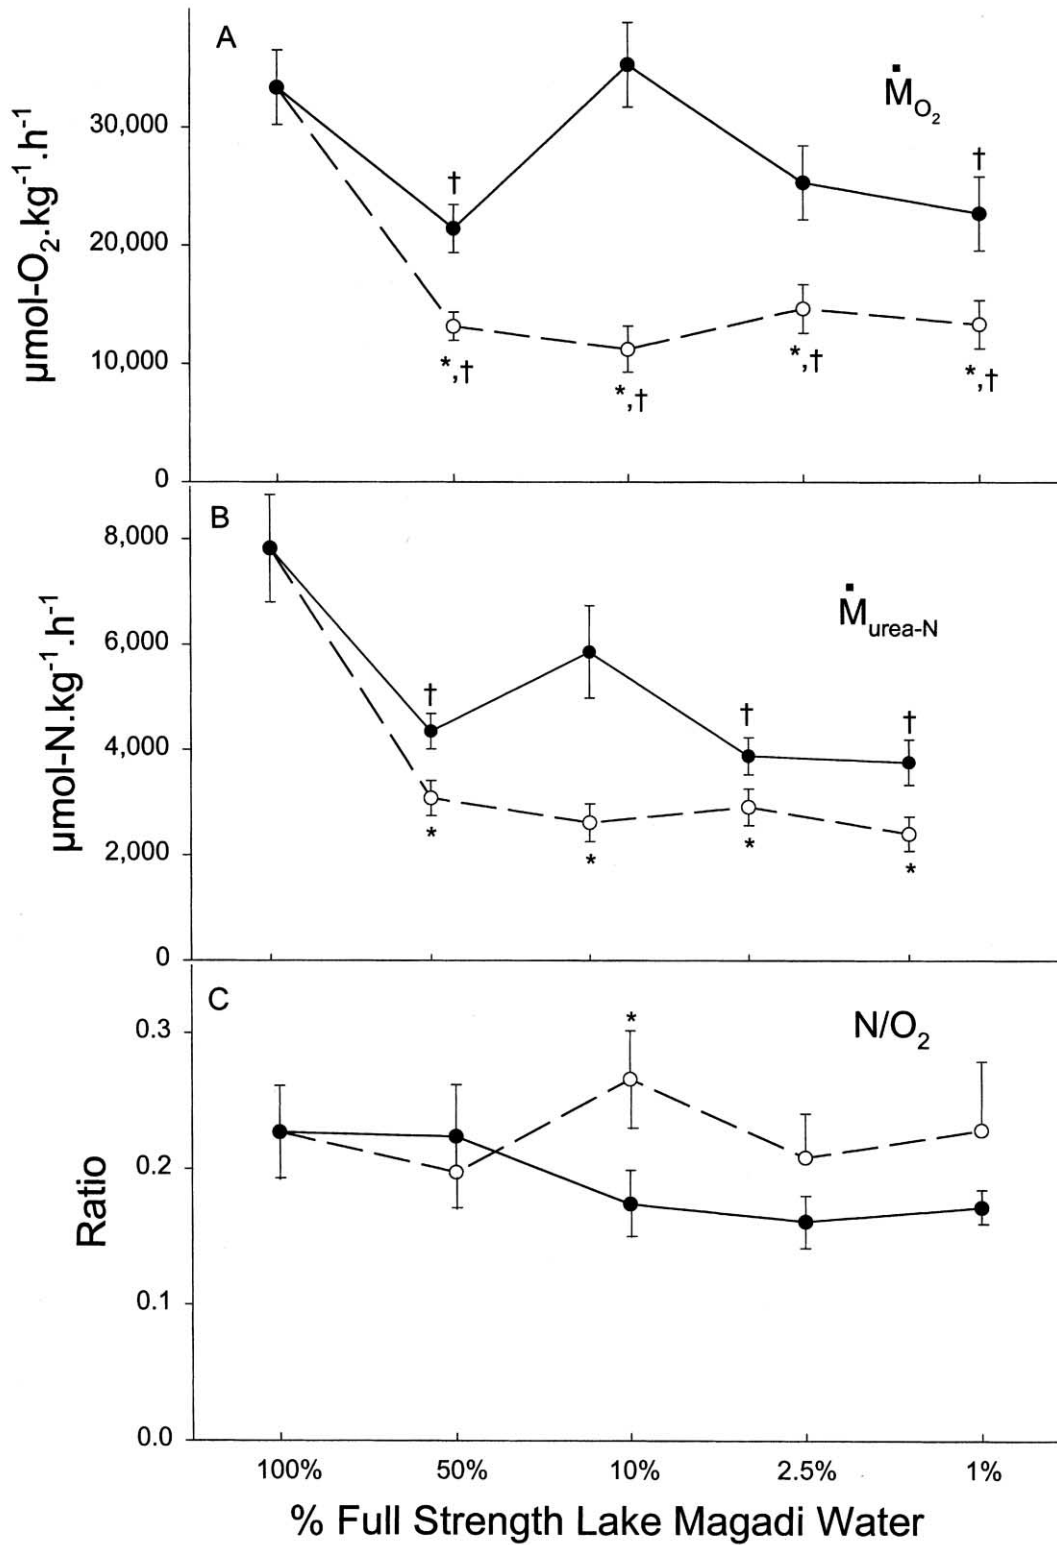 A
Ṁ_O₂
µmol-O₂.kg⁻¹.h⁻¹
30,000
20,000
10,000
0
†
†
*,†
*,†
*,†
*,†
B
Ṁ_urea-N
µmol-N.kg⁻¹.h⁻¹
8,000
6,000
4,000
2,000
0
†
†
†
*
*
*
*
C
N/O₂
Ratio
0.3
0.2
0.1
0.0
*
100% 50% 10% 2.5% 1%
% Full Strength Lake Magadi Water